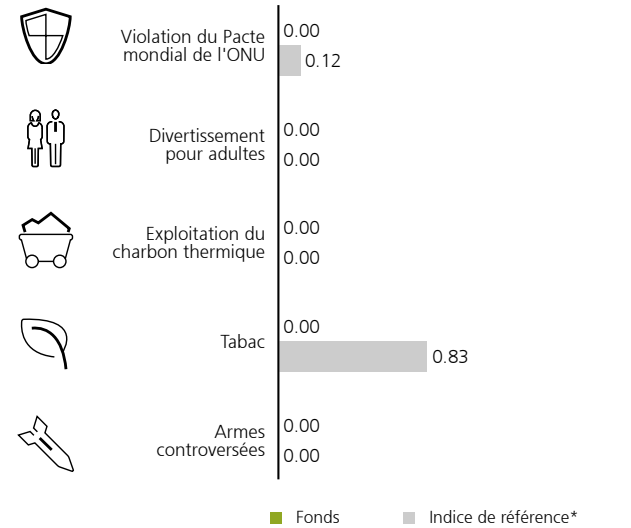 Violation du Pacte
mondial de l'ONU
0.00
0.12
Divertissement
pour adultes
0.00
0.00
Exploitation du
charbon thermique
0.00
0.00
Tabac
0.00
0.83
Armes
controversées
0.00
0.00
Fonds
Indice de référence*